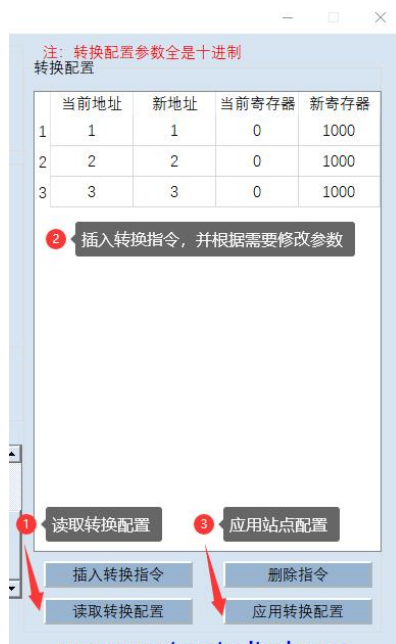 注：转换配置参数全是十进制
转换配置
当前地址 新地址 当前寄存器 新寄存器
1 1 1 0 1000
2 2 2 0 1000
3 3 3 0 1000
2 插入转换指令，并根据需要修改参数
1 读取转换配置 3 应用站点配置
插入转换指令 删除指令
读取转换配置 应用转换配置